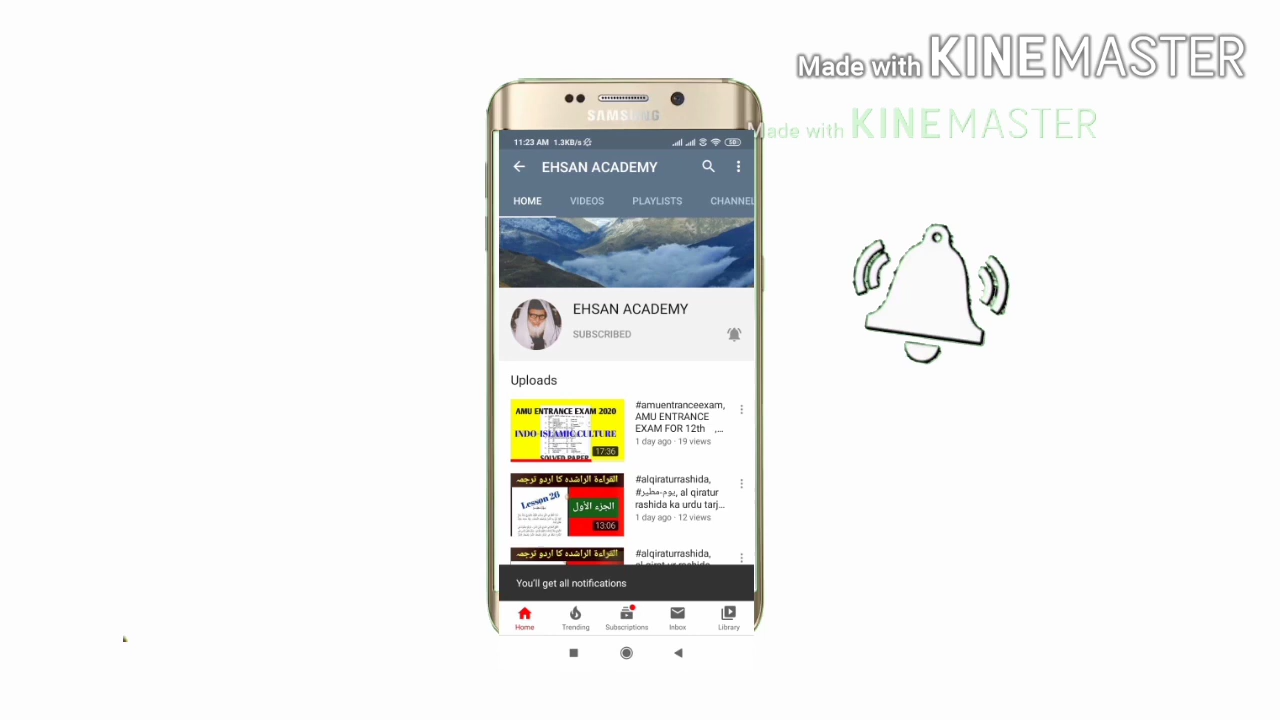 Made with KINEMASTER
Made with KINEMASTER
SAMSUNG
11:23 AM 1.3KB/s
EHSAN ACADEMY
HOME VIDEOS PLAYLISTS CHANNEL
EHSAN ACADEMY
SUBSCRIBED
Uploads
AMU ENTRANCE EXAM 2020
INDO-ISLAMIC CULTURE
SOLVED PAPER
17:36
#amuentranceexam,
AMU ENTRANCE
EXAM FOR 12th ,...
1 day ago · 19 views
القراءة الراشدہ کا اردو ترجمہ
Lesson 26
الجزء الأول
13:06
#alqiraturrashida,
#يوم-مطير, al qiratur
rashida ka urdu tarj...
1 day ago · 12 views
القراءة الراشدہ کا اردو ترجمہ
#alqiraturrashida,
You'll get all notifications
Home Trending Subscriptions Inbox Library